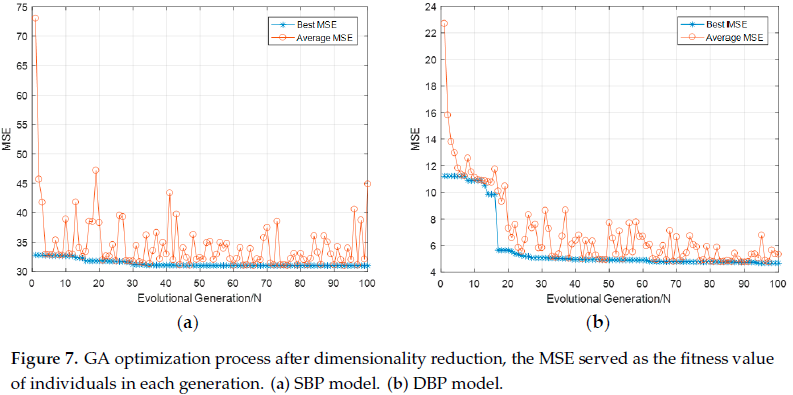 75
70
65
60
55
50
45
40
35
30
MSE
Best MSE
Average MSE
0 10 20 30 40 50 60 70 80 90 100
Evolutional Generation/N
(a)
24
22
20
18
16
14
12
10
8
6
4
MSE
Best MSE
Average MSE
0 10 20 30 40 50 60 70 80 90 100
Evolutional Generation/N
(b)
Figure 7. GA optimization process after dimensionality reduction, the MSE served as the fitness value
of individuals in each generation. (a) SBP model. (b) DBP model.